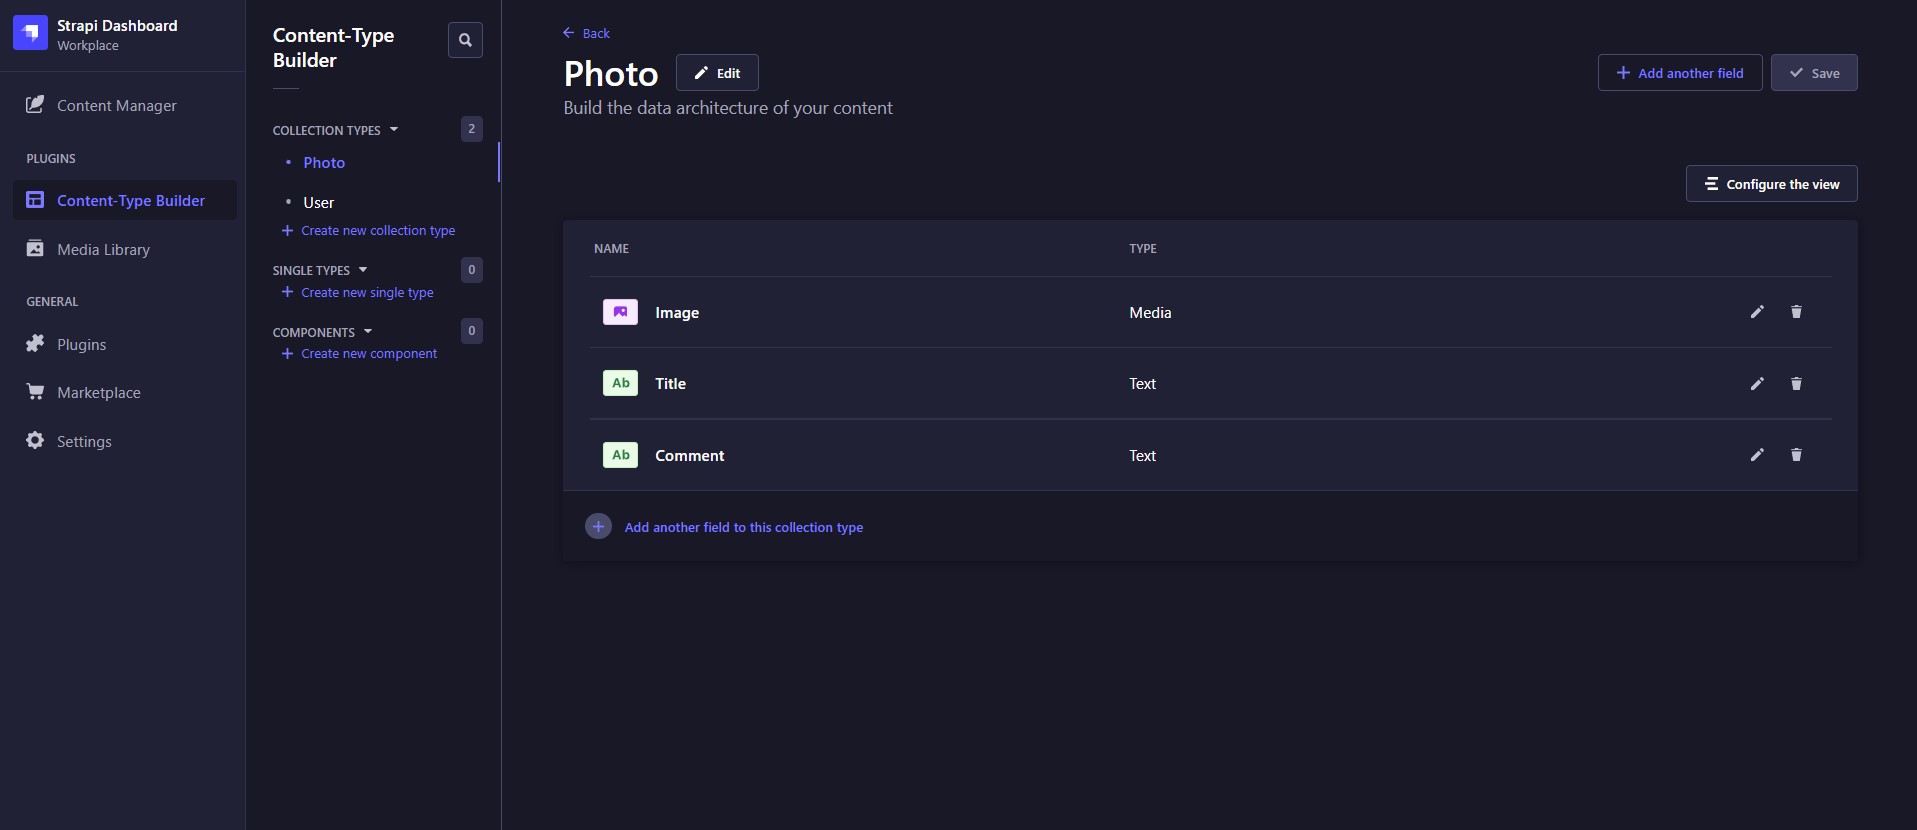 Strapi Dashboard
Workplace
Content Manager
PLUGINS
Content-Type Builder
Media Library
GENERAL
Plugins
Marketplace
Settings
Content-Type
Builder
COLLECTION TYPES 2
Photo
User
Create new collection type
SINGLE TYPES 0
Create new single type
COMPONENTS 0
Create new component
Back
Photo Edit
Build the data architecture of your content
Add another field Save
Configure the view
NAME TYPE
Image Media
Ab Title Text
Ab Comment Text
Add another field to this collection type